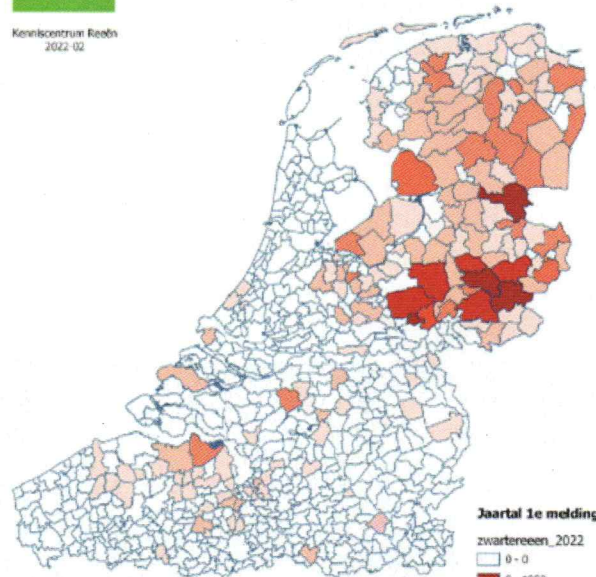 Kenniscentrum Reeën
2022-02
Jaartal 1e melding
zwartereeen_2022
0 - 0